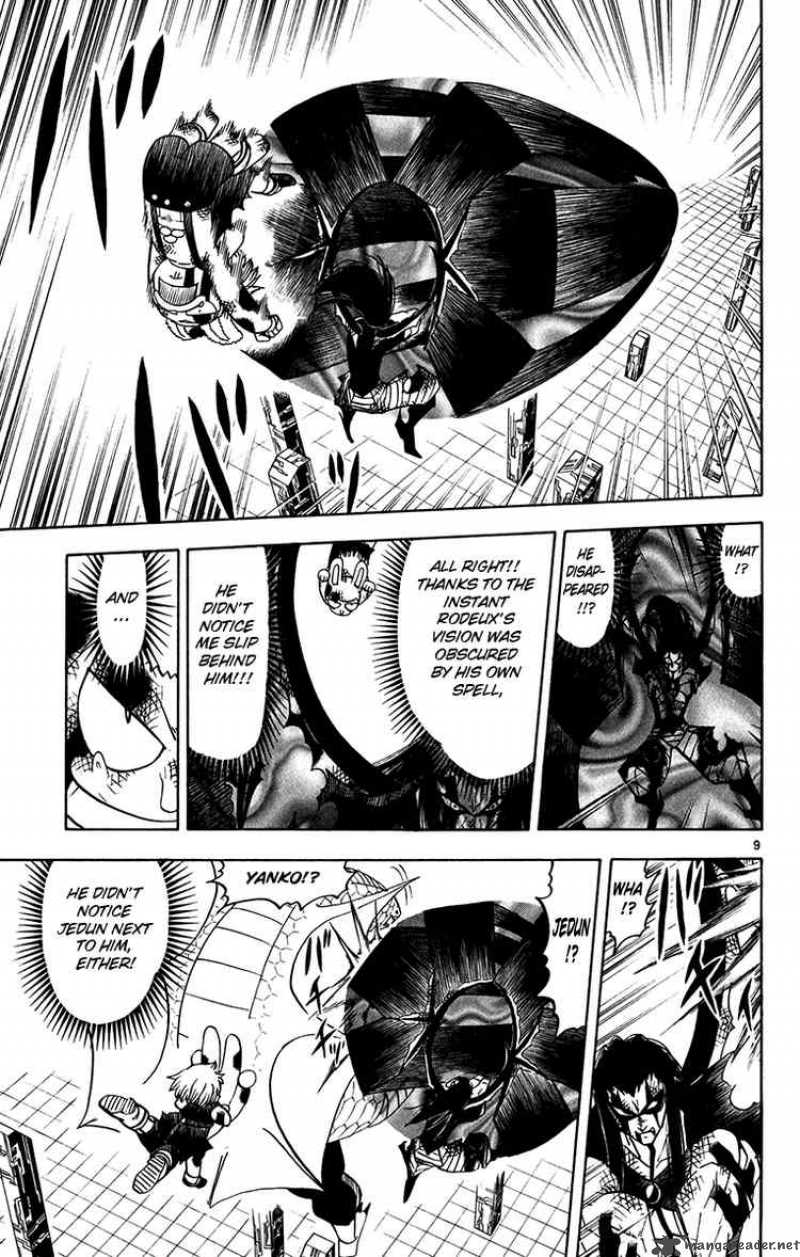 WHAT
!?
HE
DISAP-
PEARED
!!?
ALL RIGHT!!
THANKS TO THE
INSTANT
RODEUX'S
VISION WAS
OBSCURED
BY HIS OWN
SPELL,
HE
DIDN'T
NOTICE
ME SLIP
BEHIND
HIM!!!
AND
...
9
WHA
!?
JEDUN
!?
YANKO!?
HE DIDN'T
NOTICE
JEDUN NEXT
TO HIM,
EITHER!
mangareader.net